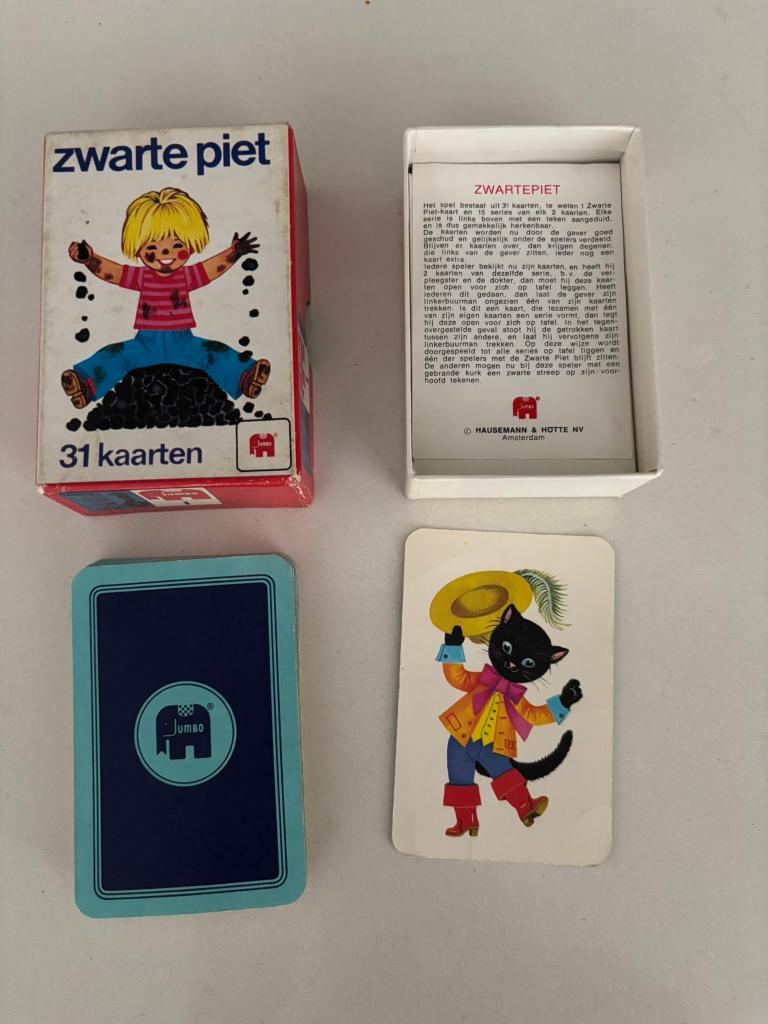 zwarte piet
31 kaarten
JUMBO
ZWARTEPIET
Het spel bestaat uit 31 kaarten, te weten 1 Zwarte
Piet-kaart en 15 series van elk 2 kaarten. Elke
serie is links boven met een teken aangeduid,
en is dus gemakkelijk herkenbaar.
De kaarten worden nu door de gever goed
geschud en gelijkelijk onder de spelers verdeeld.
Blijven er kaarten over, dan krijgen degenen,
die links van de gever zitten, ieder nog een
kaart extra.
Iedere speler bekijkt nu zijn kaarten, en heeft hij
2 kaarten van dezelfde serie, b.v. de ver-
pleegster en de dokter, dan moet hij deze kaar-
ten open voor zich op tafel leggen. Heeft
iedereen dit gedaan, dan laat de gever zijn
linkerbuurman ongezien één van zijn kaarten
trekken. Is dit een kaart, die tezamen met één
van zijn eigen kaarten een serie vormt, dan legt
hij deze open voor zich op tafel. In het tegen-
overgestelde geval stopt hij de getrokken kaart
tussen zijn andere, en laat hij vervolgens zijn
linkerbuurman trekken. Op deze wijze wordt
doorgespeeld tot alle series op tafel liggen en
één der spelers met de Zwarte Piet blijft zitten.
De anderen mogen nu bij deze speler met een
gebrande kurk een zwarte streep op zijn voor-
hoofd tekenen.
JUMBO ®
© HAUSEMANN & HÖTTE NV
Amsterdam
JUMBO ®